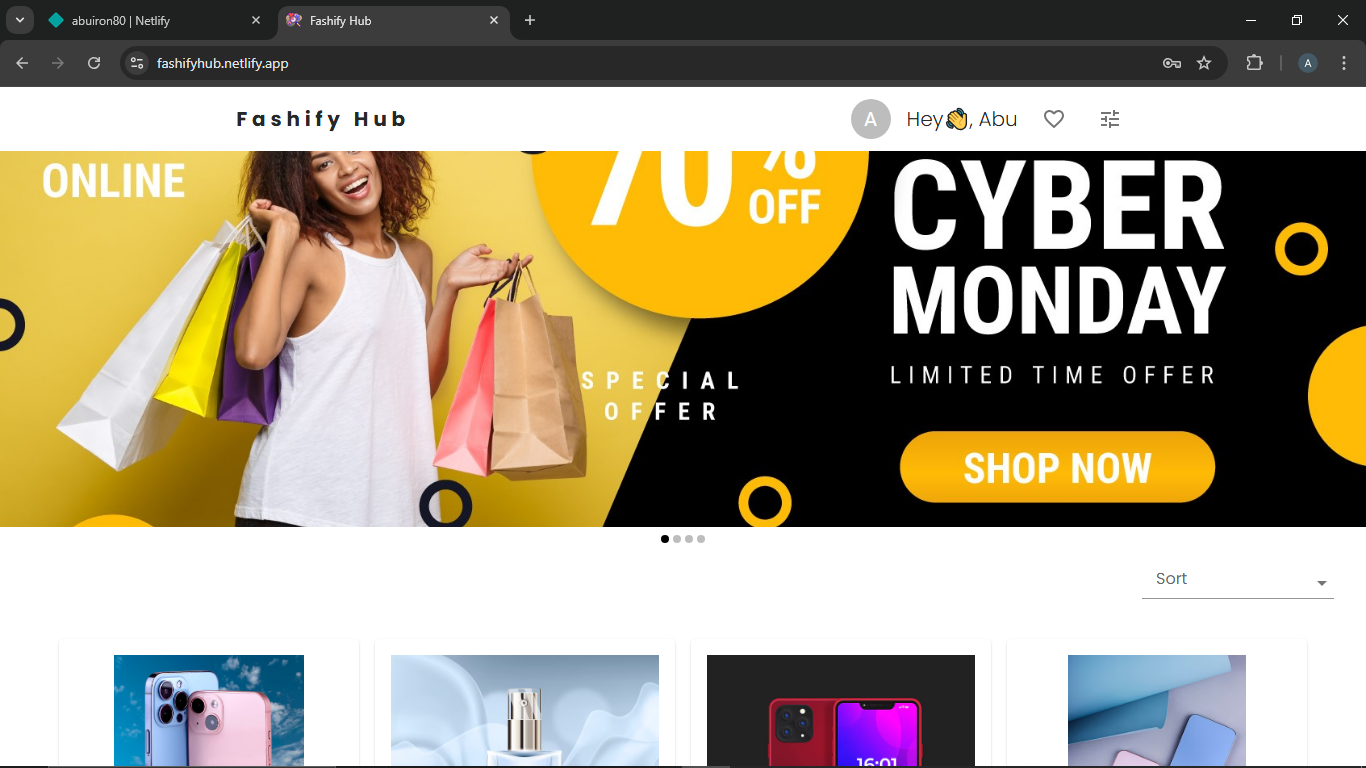 abuiron80 | Netlify
Fashify Hub
fashifyhub.netlify.app
A
Fashify Hub
A
Hey👋, Abu
ONLINE
70% OFF
SPECIAL
OFFER
CYBER
MONDAY
LIMITED TIME OFFER
SHOP NOW
Sort
16:01